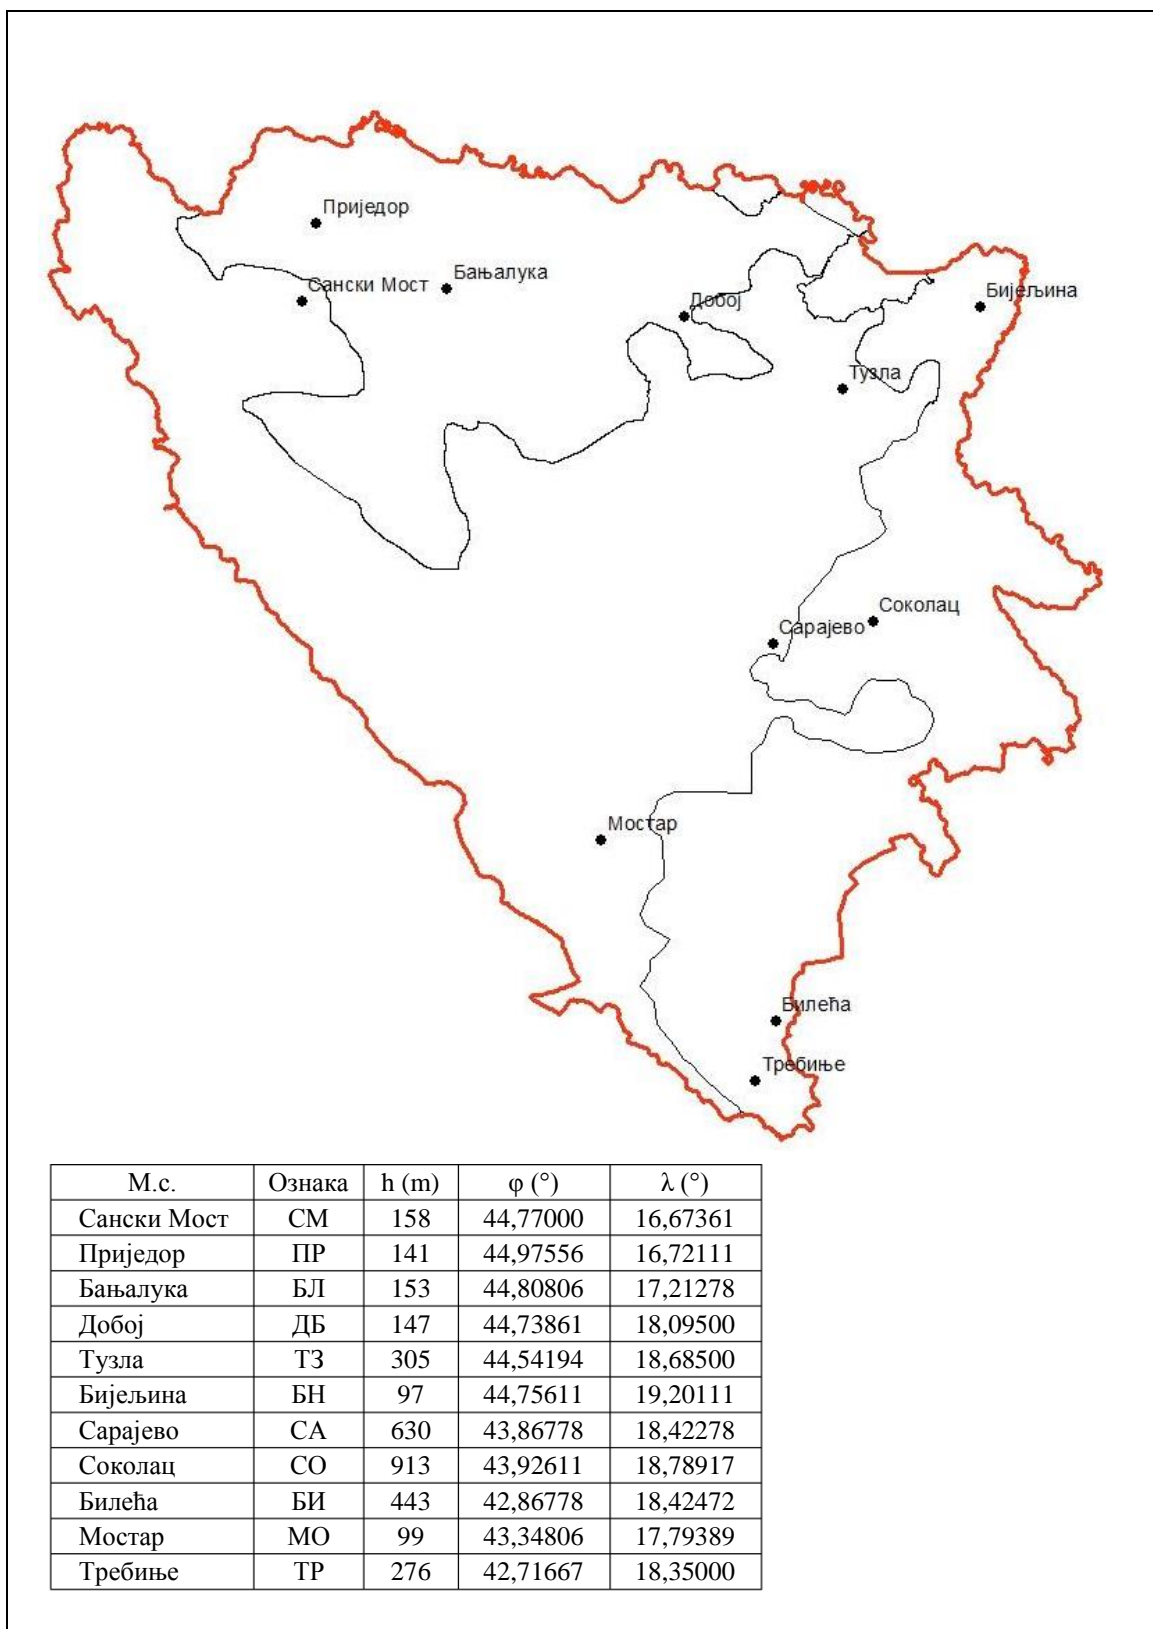 Приједор
Сански Мост
Бањалука
Добој
Бијељина
Тузла
Соколац
Сарајево
Мостар
Билећа
Требиње
М.с. Ознака h (m) φ (°) λ (°)
Сански Мост СМ 158 44,77000 16,67361
Приједор ПР 141 44,97556 16,72111
Бањалука БЛ 153 44,80806 17,21278
Добој ДБ 147 44,73861 18,09500
Тузла ТЗ 305 44,54194 18,68500
Бијељина БН 97 44,75611 19,20111
Сарајево СА 630 43,86778 18,42278
Соколац СО 913 43,92611 18,78917
Билећа БИ 443 42,86778 18,42472
Мостар МО 99 43,34806 17,79389
Требиње ТР 276 42,71667 18,35000